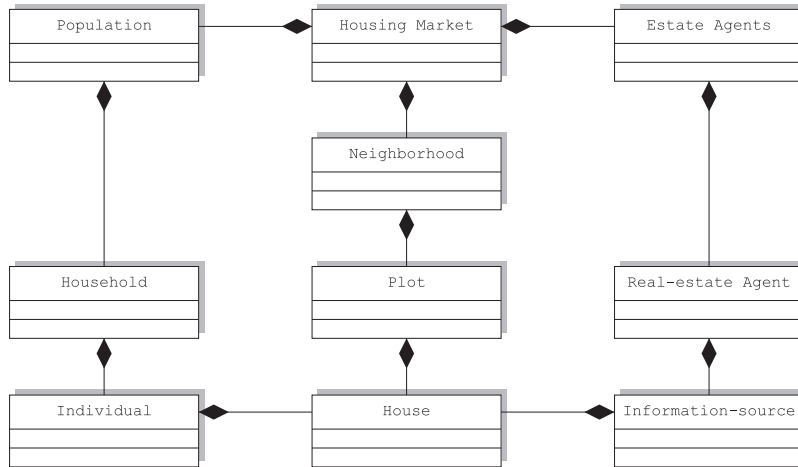 Population
Housing Market
Estate Agents
Neighborhood
Household
Plot
Real-estate Agent
Individual
House
Information-source